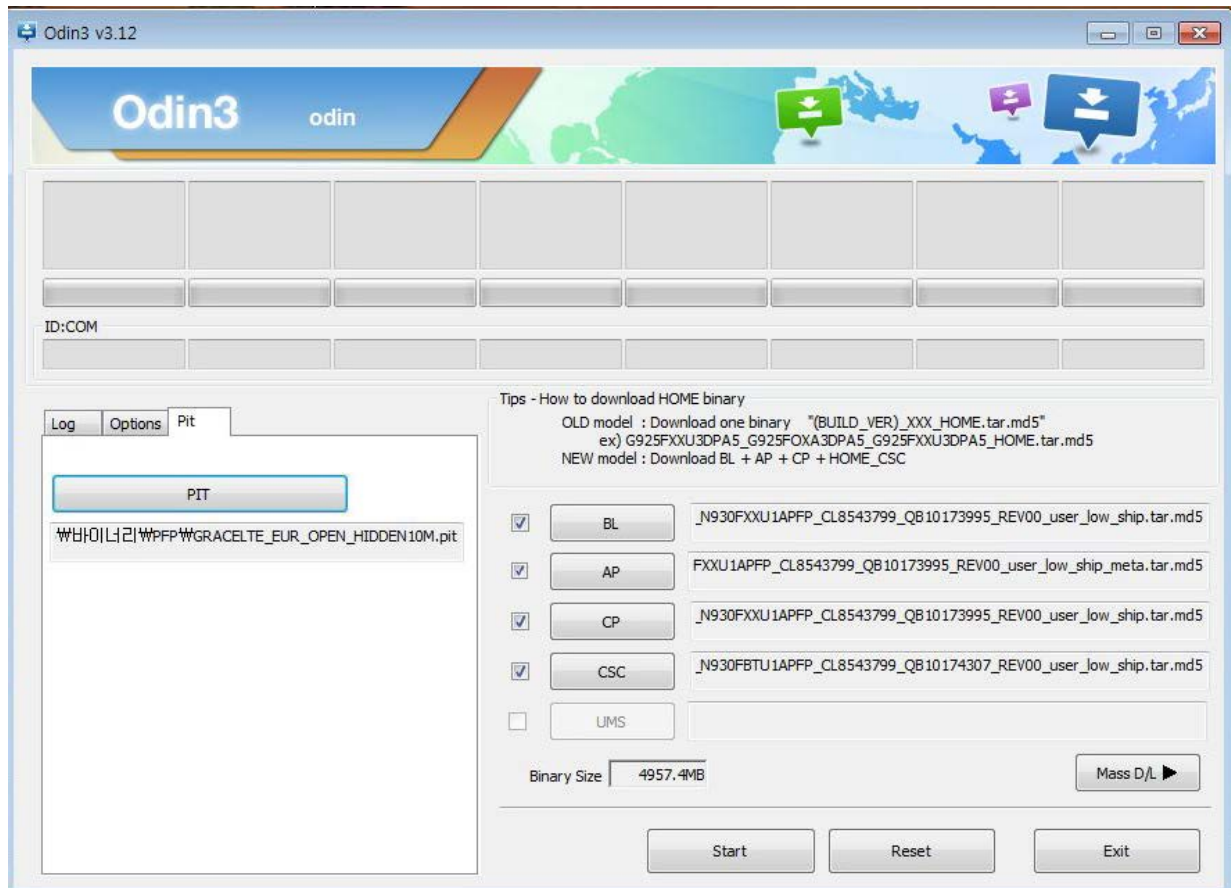 Odin3 v3.12
Odin3 odin
ID:COM
Log Options Pit
PIT
₩바이너리₩PFP₩GRACELTE_EUR_OPEN_HIDDEN10M.pit
Tips - How to download HOME binary
OLD model : Download one binary "(BUILD_VER)_XXX_HOME.tar.md5"
ex) G925FXXU3DPA5_G925FOXA3DPA5_G925FXXU3DPA5_HOME.tar.md5
NEW model : Download BL + AP + CP + HOME_CSC
BL _N930FXXU1APFP_CL8543799_QB10173995_REV00_user_low_ship.tar.md5
AP FXXU1APFP_CL8543799_QB10173995_REV00_user_low_ship_meta.tar.md5
CP _N930FXXU1APFP_CL8543799_QB10173995_REV00_user_low_ship.tar.md5
CSC _N930FBTU1APFP_CL8543799_QB10174307_REV00_user_low_ship.tar.md5
UMS
Binary Size 4957.4MB
Mass D/L ▶
Start Reset Exit